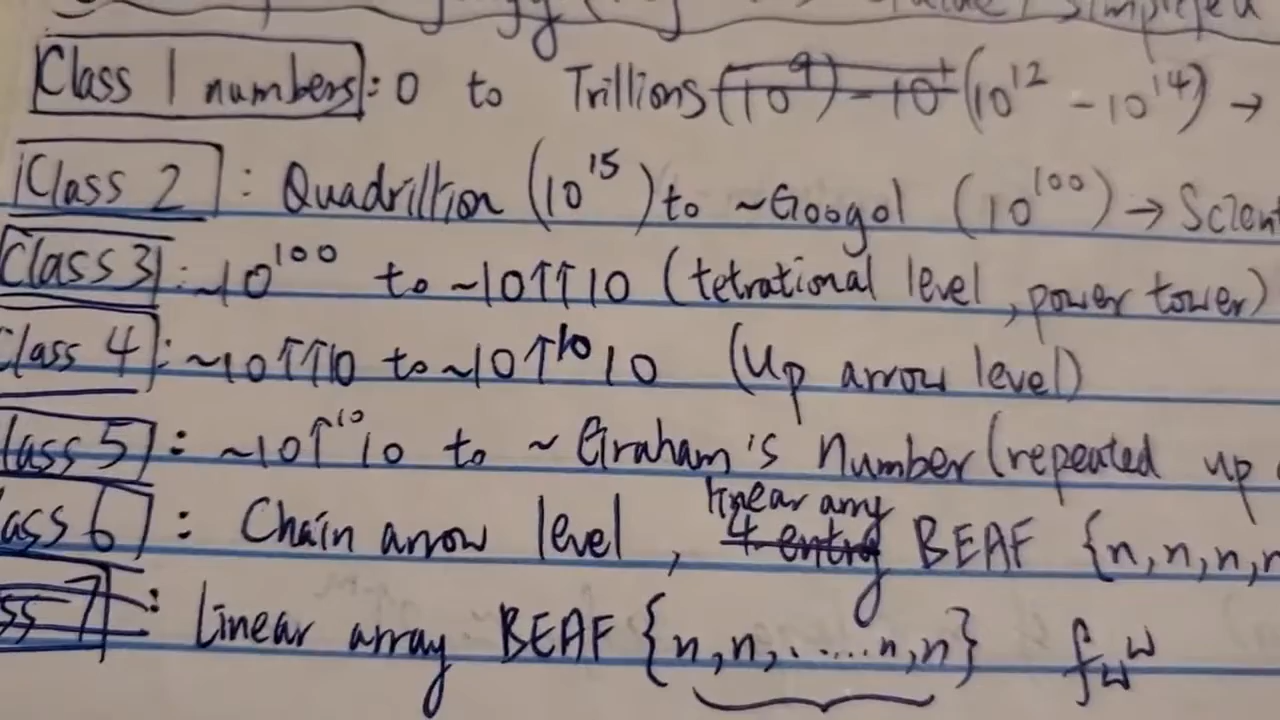 Class 1 numbers: 0 to Trillions (10^9) - 10 (10^12 - 10^14) →
Class 2 : Quadrillion (10^15) to ~Googol (10^100) → Scient
Class 3 : ~10^100 to ~10↑↑10 (tetrational level, power tower)
Class 4 : ~10↑↑10 to ~10↑^10 10 (Up arrow level)
lass 5 : ~10↑^10 10 to ~ Graham's Number (repeated up
linear array
ass 6 : Chain arrow level, 4 entry BEAF {n,n,n,n
ss 7 : Linear array BEAF {n,n,.....n,n} f_ω^ω